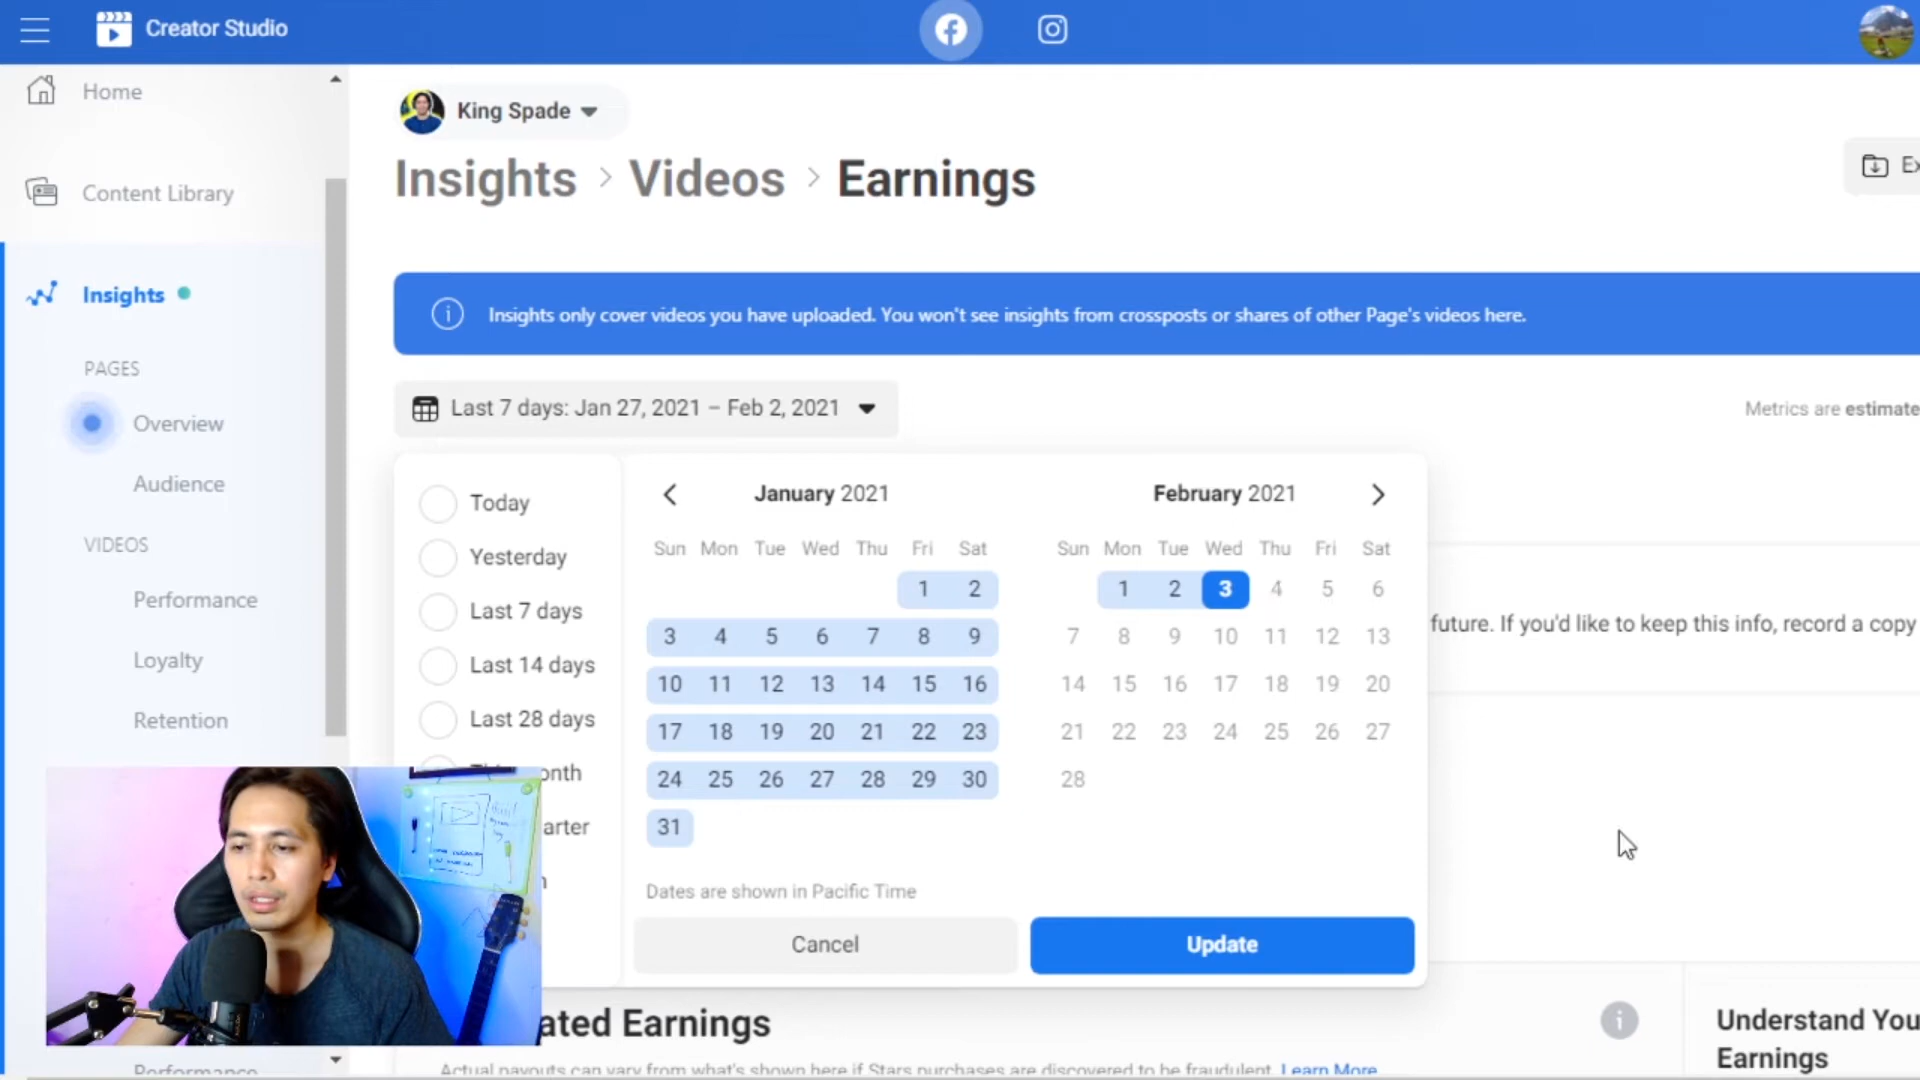 Creator Studio
Home
Content Library
Insights
PAGES
Overview
Audience
VIDEOS
Performance
Loyalty
Retention
Performance
King Spade
Insights > Videos > Earnings
Insights only cover videos you have uploaded. You won't see insights from crossposts or shares of other Page's videos here.
Last 7 days: Jan 27, 2021 – Feb 2, 2021
Metrics are estimate
Today
Yesterday
Last 7 days
Last 14 days
Last 28 days
January 2021
Sun Mon Tue Wed Thu Fri Sat
1 2
3 4 5 6 7 8 9
10 11 12 13 14 15 16
17 18 19 20 21 22 23
24 25 26 27 28 29 30
31
February 2021
Sun Mon Tue Wed Thu Fri Sat
1 2 3 4 5 6
7 8 9 10 11 12 13
14 15 16 17 18 19 20
21 22 23 24 25 26 27
28
Dates are shown in Pacific Time
Cancel
Update
future. If you'd like to keep this info, record a copy
ated Earnings
Actual payouts can vary from what's shown here if Stars purchases are discovered to be fraudulent. Learn More
Understand You
Earnings